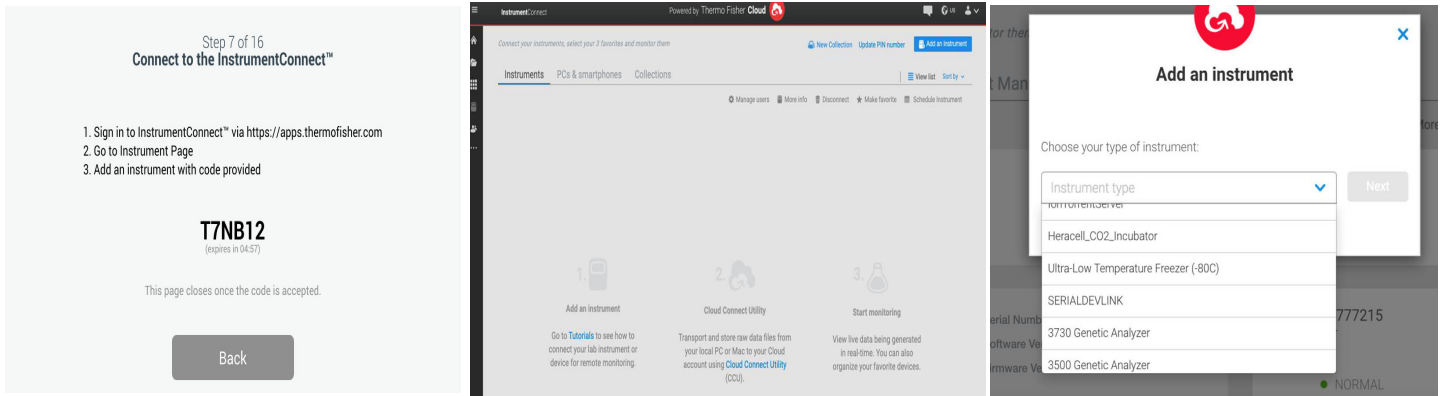 Step 7 of 16
Connect to the InstrumentConnect™
1. Sign in to InstrumentConnect™ via https://apps.thermofisher.com
2. Go to Instrument Page
3. Add an instrument with code provided
T7NB12
(expires in 04:57)
This page closes once the code is accepted.
Back
InstrumentConnect
Powered by Thermo Fisher Cloud
US
Connect your instruments, select your 3 favorites and monitor them
New Collection
Update PIN number
Add an Instrument
Instruments
PCs & smartphones
Collections
View list
Sort by
Manage users
More info
Disconnect
Make favorite
Schedule Instrument
1.
Add an instrument
Go to Tutorials to see how to
connect your lab instrument or
device for remote monitoring.
2.
Cloud Connect Utility
Transport and store raw data files from
your local PC or Mac to your Cloud
account using Cloud Connect Utility
(CCU).
3.
Start monitoring
View live data being generated
in real-time. You can also
organize your favorite devices.
Add an instrument
Choose your type of instrument:
Instrument type
Next
IonTorrentServer
Heracell_CO2_Incubator
Ultra-Low Temperature Freezer (-80C)
SERIALDEVLINK
3730 Genetic Analyzer
3500 Genetic Analyzer
777215
NORMAL